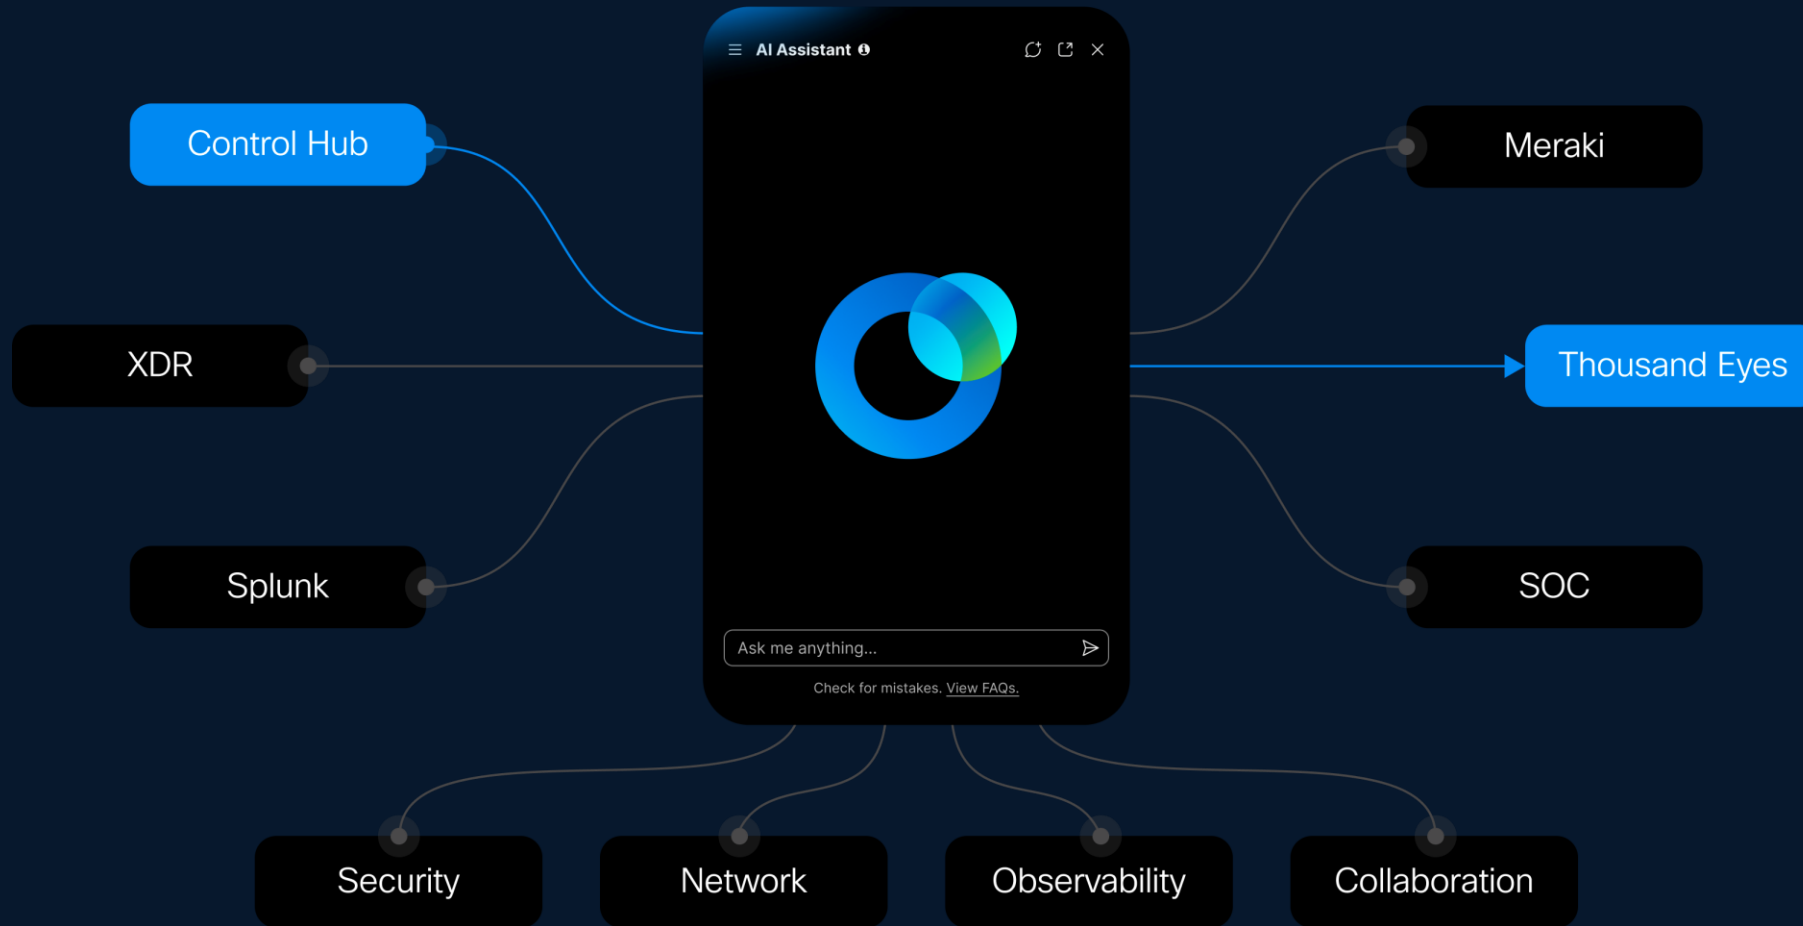 AI Assistant
Control Hub
Meraki
XDR
Thousand Eyes
Splunk
SOC
Ask me anything...
Check for mistakes. View FAQs.
Security
Network
Observability
Collaboration